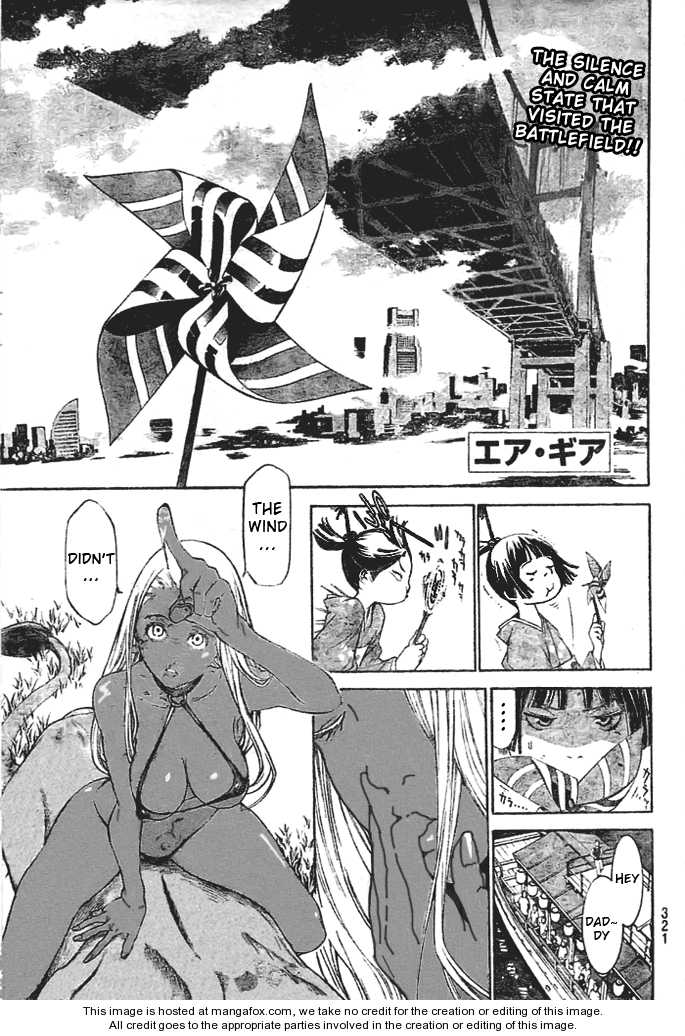 THE SILENCE
AND CALM
STATE THAT
VISITED THE
BATTLEFIELD!!
エア・ギア
THE
WIND
...
DIDN'T
...
.....
HEY
DAD~
DY
321
This image is hosted at mangafox.com, we take no credit for the creation or editing of this image.
All credit goes to the appropriate parties involved in the creation or editing of this image.